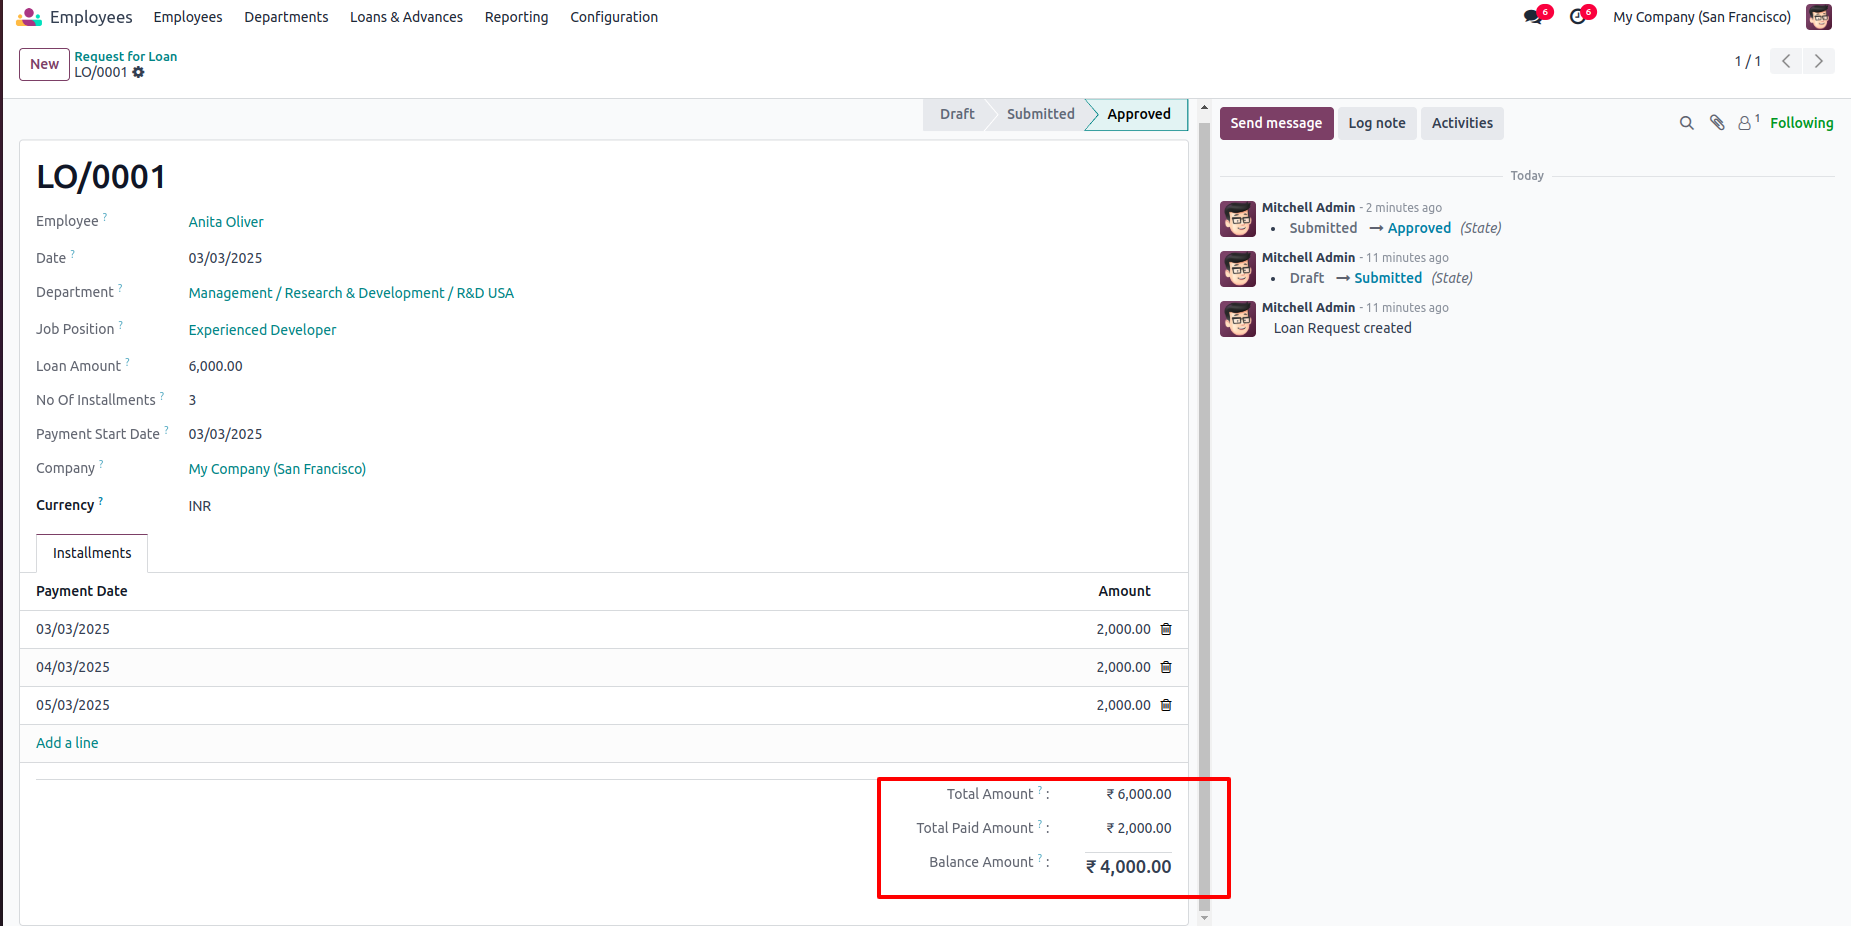 Employees Employees Departments Loans & Advances Reporting Configuration 6 6 My Company (San Francisco)
New Request for Loan
LO/0001
1 / 1
Draft Submitted Approved
Send message Log note Activities 1 Following
LO/0001
Employee ? Anita Oliver
Date ? 03/03/2025
Department ? Management / Research & Development / R&D USA
Job Position ? Experienced Developer
Loan Amount ? 6,000.00
No Of Installments ? 3
Payment Start Date ? 03/03/2025
Company ? My Company (San Francisco)
Currency ? INR
Installments
Payment Date Amount
03/03/2025 2,000.00
04/03/2025 2,000.00
05/03/2025 2,000.00
Add a line
Total Amount ? : ₹ 6,000.00
Total Paid Amount ? : ₹ 2,000.00
Balance Amount ? : ₹ 4,000.00
Today
Mitchell Admin - 2 minutes ago
• Submitted → Approved (State)
Mitchell Admin - 11 minutes ago
• Draft → Submitted (State)
Mitchell Admin - 11 minutes ago
Loan Request created